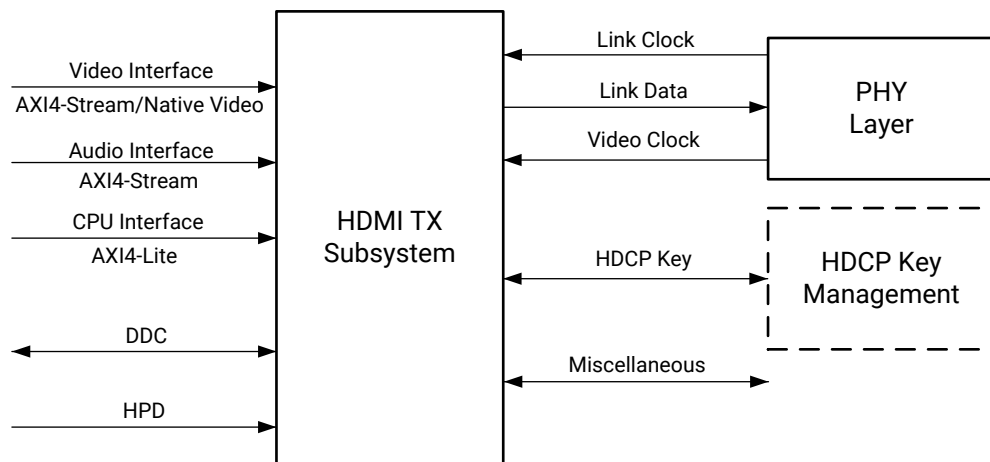 Video Interface
AXI4-Stream/Native Video
Audio Interface
AXI4-Stream
CPU Interface
AXI4-Lite
DDC
HPD
HDMI TX
Subsystem
Link Clock
Link Data
Video Clock
HDCP Key
Miscellaneous
PHY
Layer
HDCP Key
Management